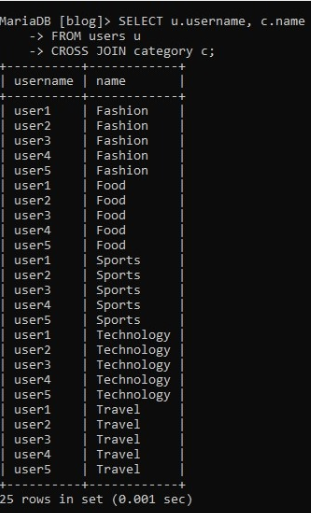 MariaDB [blog]> SELECT u.username, c.name
    -> FROM users u
    -> CROSS JOIN category c;
+----------+------------+
| username | name       |
+----------+------------+
| user1    | Fashion    |
| user2    | Fashion    |
| user3    | Fashion    |
| user4    | Fashion    |
| user5    | Fashion    |
| user1    | Food       |
| user2    | Food       |
| user3    | Food       |
| user4    | Food       |
| user5    | Food       |
| user1    | Sports     |
| user2    | Sports     |
| user3    | Sports     |
| user4    | Sports     |
| user5    | Sports     |
| user1    | Technology |
| user2    | Technology |
| user3    | Technology |
| user4    | Technology |
| user5    | Technology |
| user1    | Travel     |
| user2    | Travel     |
| user3    | Travel     |
| user4    | Travel     |
| user5    | Travel     |
+----------+------------+
25 rows in set (0.001 sec)